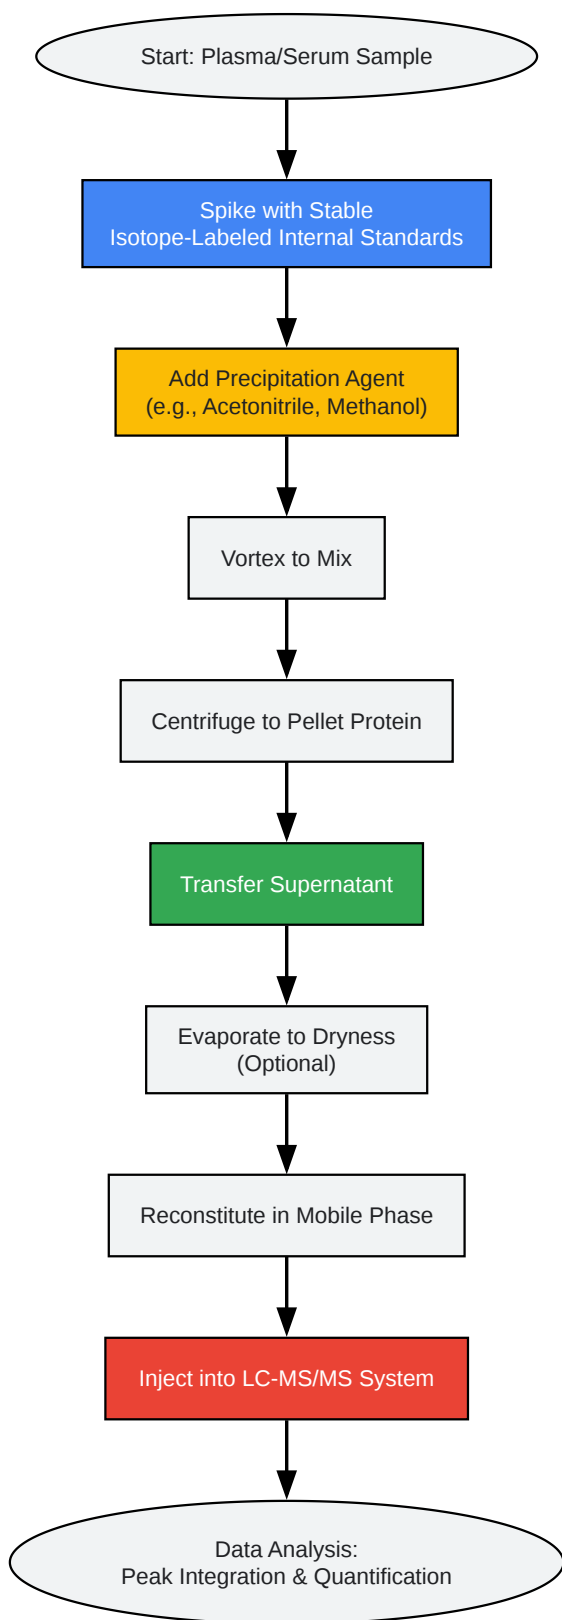 Start: Plasma/Serum Sample
Spike with Stable
Isotope-Labeled Internal Standards
Add Precipitation Agent
(e.g., Acetonitrile, Methanol)
Vortex to Mix
Centrifuge to Pellet Protein
Transfer Supernatant
Evaporate to Dryness
(Optional)
Reconstitute in Mobile Phase
Inject into LC-MS/MS System
Data Analysis:
Peak Integration & Quantification